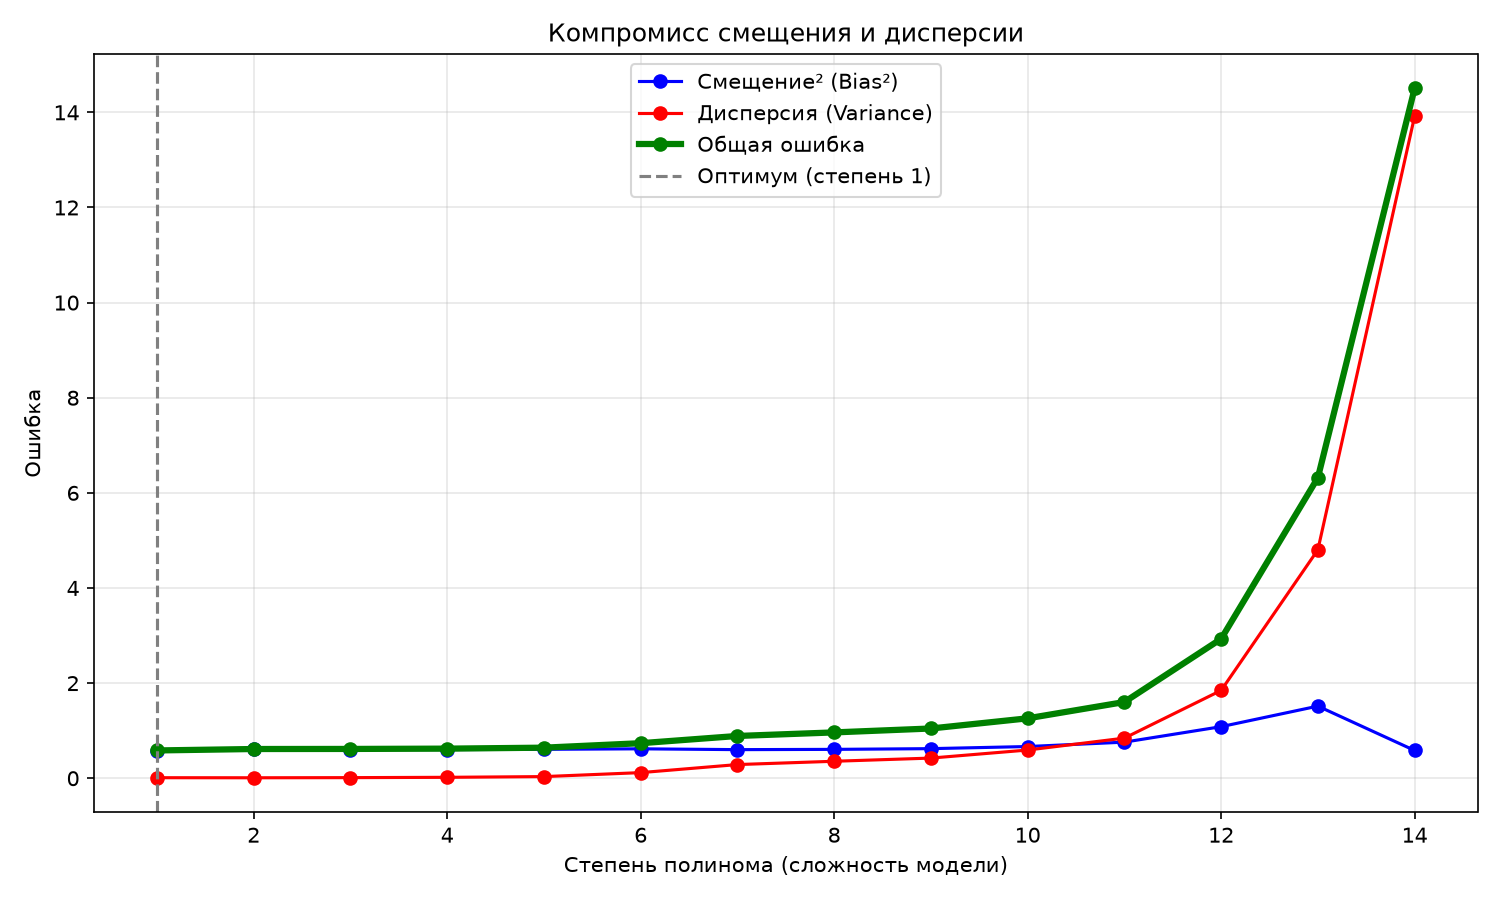 Компромисс смещения и дисперсии
Смещение² (Bias²)
Дисперсия (Variance)
Общая ошибка
Оптимум (степень 1)
Ошибка
14
12
10
8
6
4
2
0
2 4 6 8 10 12 14
Степень полинома (сложность модели)